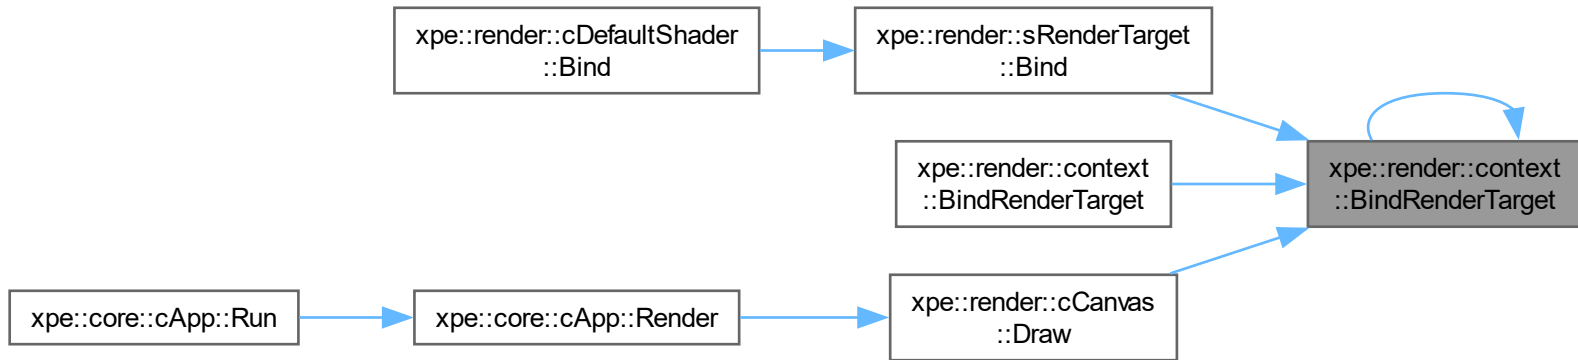 xpe::render::cDefaultShader
::Bind
xpe::render::sRenderTarget
::Bind
xpe::render::context
::BindRenderTarget
xpe::render::context
::BindRenderTarget
xpe::core::cApp::Run
xpe::core::cApp::Render
xpe::render::cCanvas
::Draw